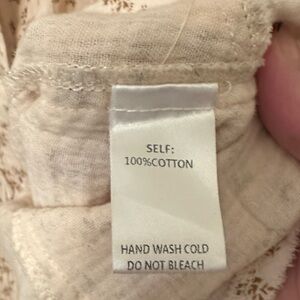 SELF:
100%COTTON
HAND WASH COLD
DO NOT BLEACH